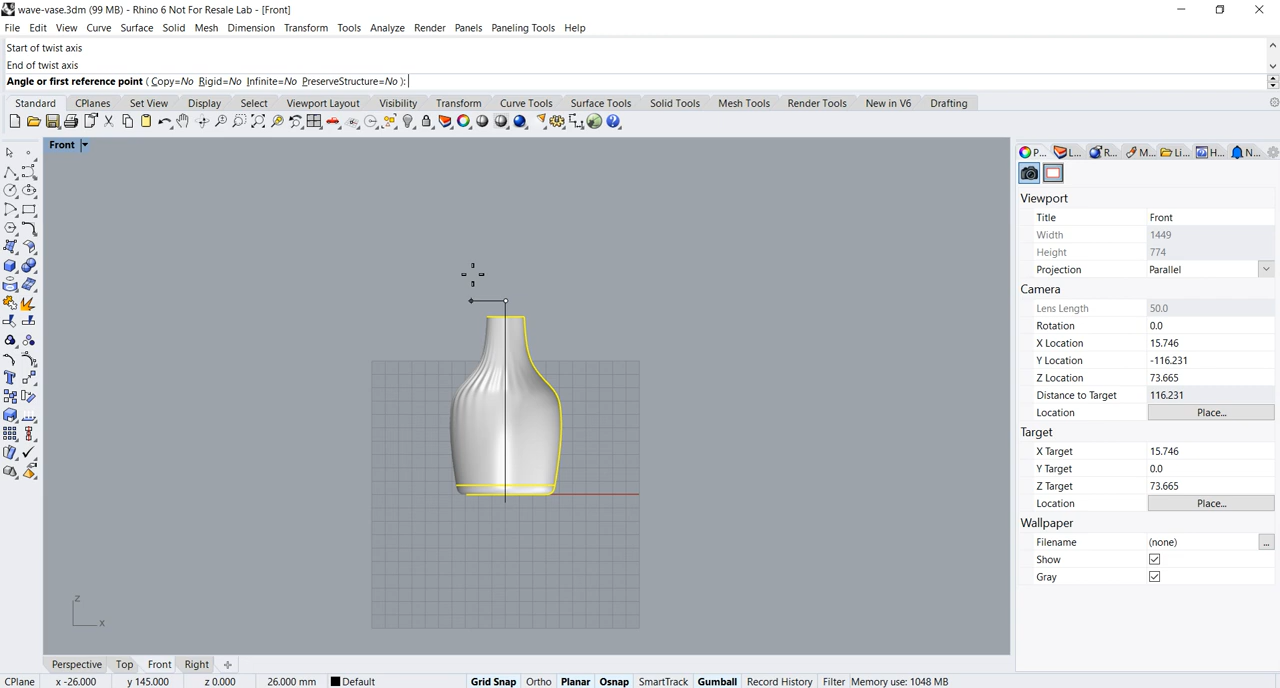 wave-vase.3dm (99 MB) - Rhino 6 Not For Resale Lab - [Front]
File Edit View Curve Surface Solid Mesh Dimension Transform Tools Analyze Render Panels Paneling Tools Help
Start of twist axis
End of twist axis
Angle or first reference point ( Copy=No Rigid=No Infinite=No PreserveStructure=No ):
Standard CPlanes Set View Display Select Viewport Layout Visibility Transform Curve Tools Surface Tools Solid Tools Mesh Tools Render Tools New in V6 Drafting
Front
P... L... R... M... Li... H... N...
Viewport
Title Front
Width 1449
Height 774
Projection Parallel
Camera
Lens Length 50.0
Rotation 0.0
X Location 15.746
Y Location -116.231
Z Location 73.665
Distance to Target 116.231
Location Place...
Target
X Target 15.746
Y Target 0.0
Z Target 73.665
Location Place...
Wallpaper
Filename (none) ...
Show
Gray
z
x
Perspective Top Front Right
CPlane x -26.000 y 145.000 z 0.000 26.000 mm Default Grid Snap Ortho Planar Osnap SmartTrack Gumball Record History Filter Memory use: 1048 MB